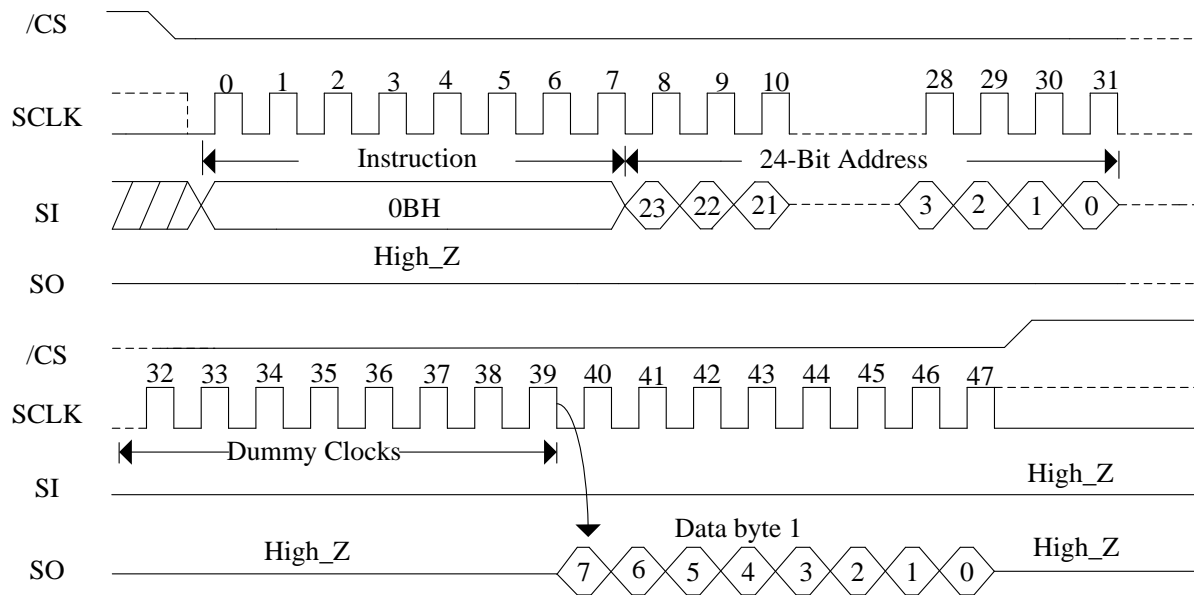 /CS
0 1 2 3 4 5 6 7 8 9 10 28 29 30 31
SCLK
Instruction 24-Bit Address
SI 0BH 23 22 21 3 2 1 0
High_Z
SO
/CS
32 33 34 35 36 37 38 39 40 41 42 43 44 45 46 47
SCLK
Dummy Clocks
SI High_Z
Data byte 1
SO High_Z 7 6 5 4 3 2 1 0 High_Z